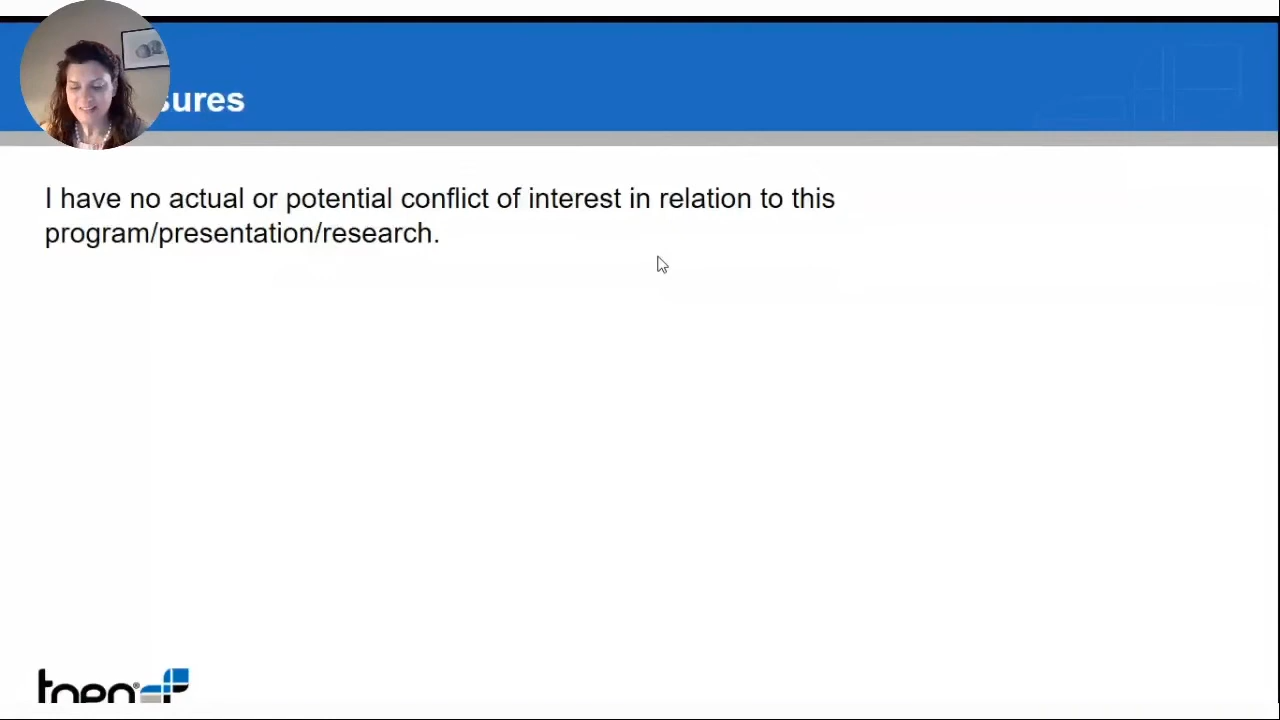 sures
I have no actual or potential conflict of interest in relation to this
program/presentation/research.